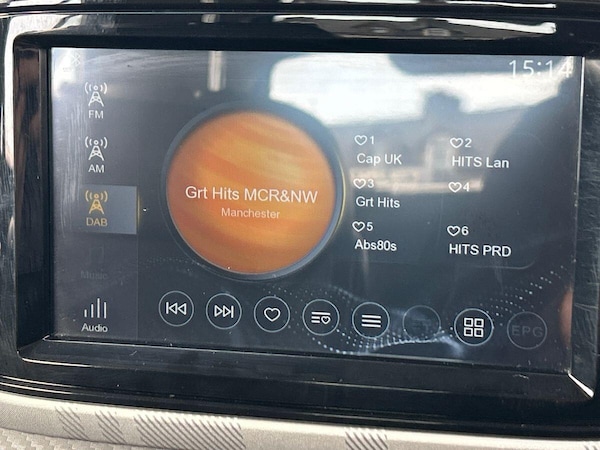 15:14
FM
AM
DAB
Music
Audio
Grt Hits MCR&NW
Manchester
1
Cap UK
2
HITS Lan
3
Grt Hits
4
5
Abs80s
6
HITS PRD
EPG